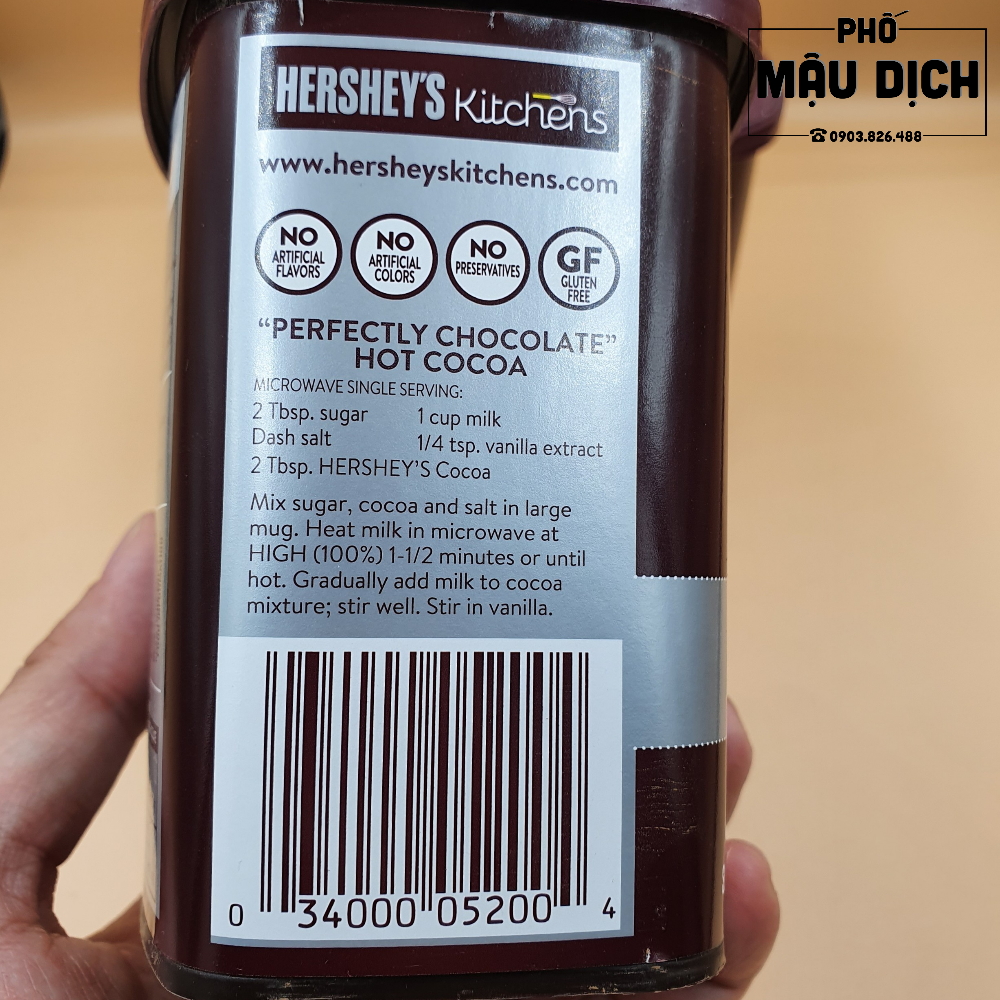 PHỐ
MẬU DỊCH
☎0903.826.488
HERSHEY'S Kitchens
www.hersheyskitchens.com
NO
ARTIFICIAL
FLAVORS
NO
ARTIFICIAL
COLORS
NO
PRESERVATIVES
GF
GLUTEN
FREE
“PERFECTLY CHOCOLATE”
HOT COCOA
MICROWAVE SINGLE SERVING:
2 Tbsp. sugar 1 cup milk
Dash salt 1/4 tsp. vanilla extract
2 Tbsp. HERSHEY'S Cocoa
Mix sugar, cocoa and salt in large
mug. Heat milk in microwave at
HIGH (100%) 1-1/2 minutes or until
hot. Gradually add milk to cocoa
mixture; stir well. Stir in vanilla.
0 34000 05200 4